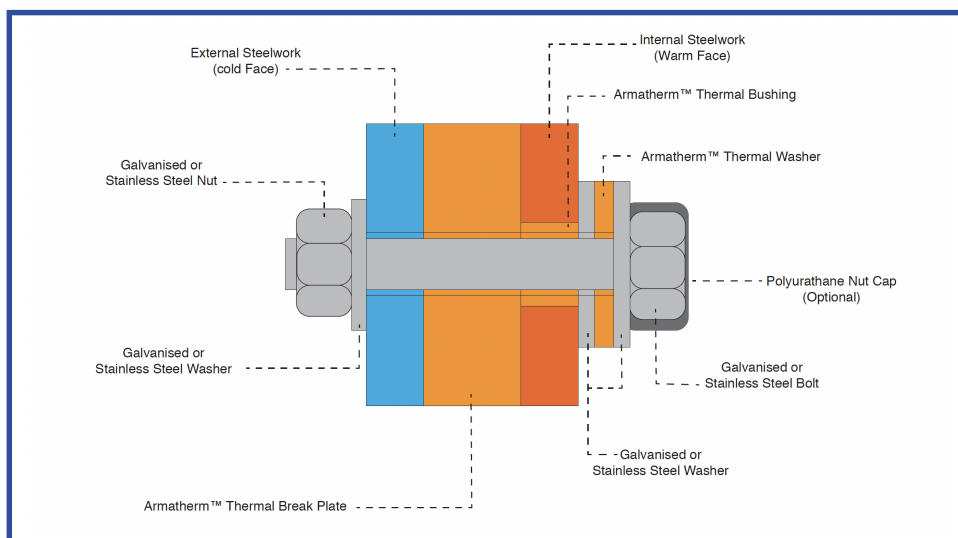 External Steelwork
(cold Face)
Internal Steelwork
(Warm Face)
Armatherm™ Thermal Bushing
Armatherm™ Thermal Washer
Galvanised or
Stainless Steel Nut
Polyurathane Nut Cap
(Optional)
Galvanised or
Stainless Steel Washer
Galvanised or
Stainless Steel Bolt
Galvanised or
Stainless Steel Washer
Armatherm™ Thermal Break Plate